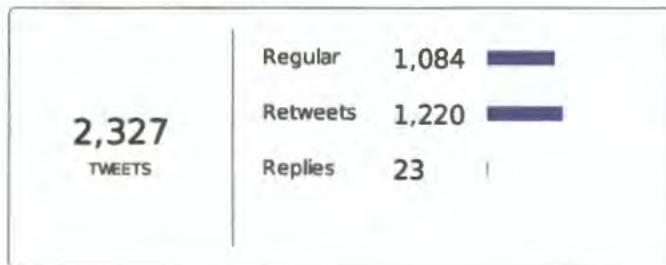 2,327
TWEETS
Regular 1,084
Retweets 1,220
Replies 23